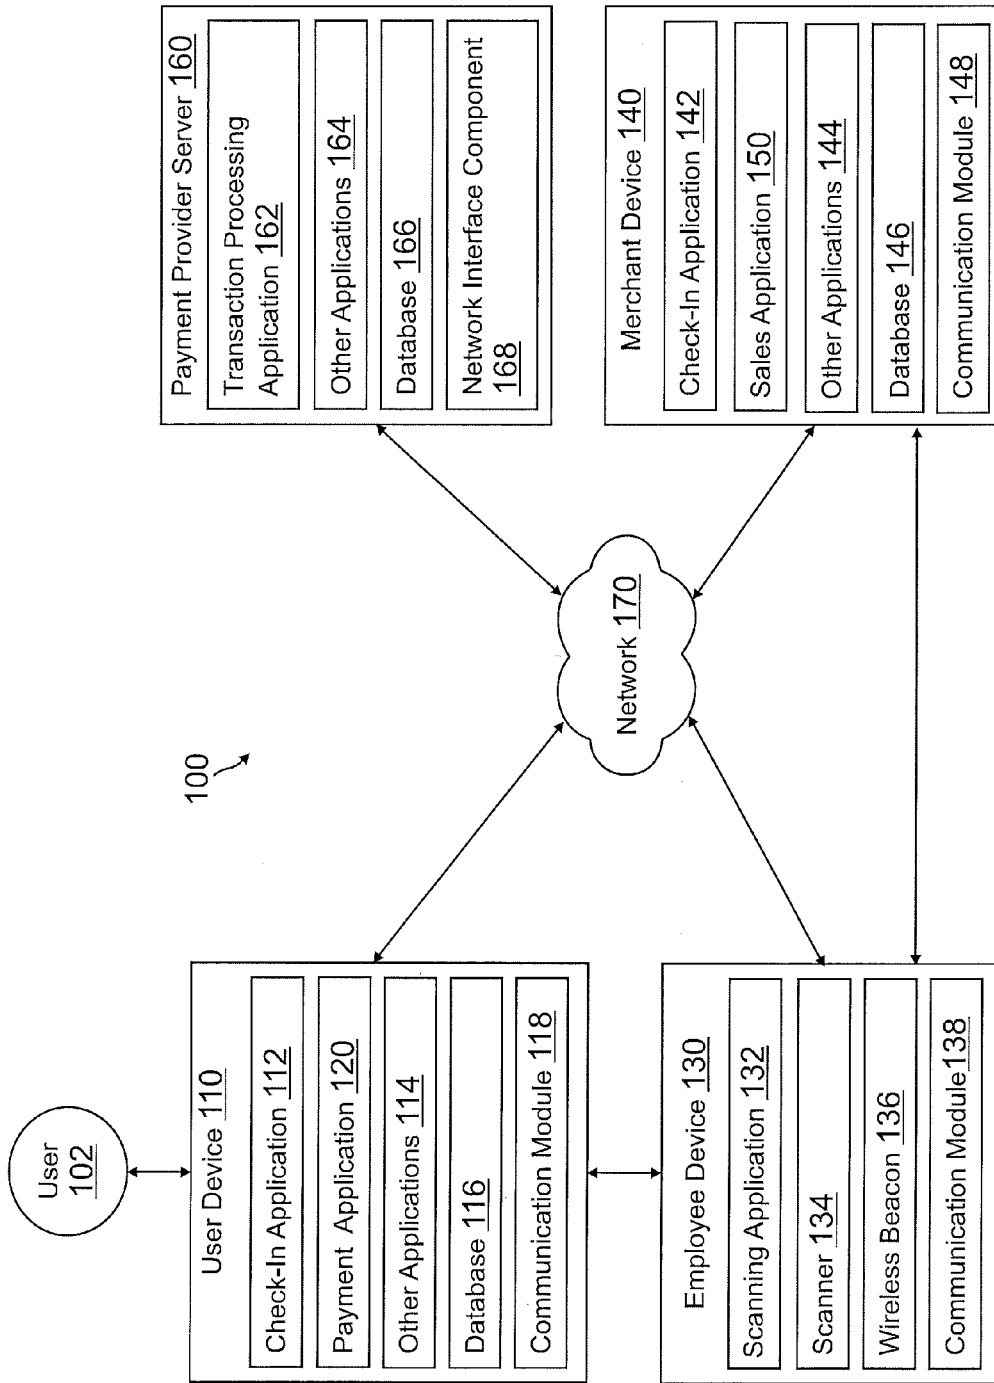 100
User
102
User Device 110
Check-In Application 112
Payment Application 120
Other Applications 114
Database 116
Communication Module 118
Payment Provider Server 160
Transaction Processing
Application 162
Other Applications 164
Database 166
Network Interface Component
168
Network 170
Employee Device 130
Scanning Application 132
Scanner 134
Wireless Beacon 136
Communication Module 138
Merchant Device 140
Check-In Application 142
Sales Application 150
Other Applications 144
Database 146
Communication Module 148